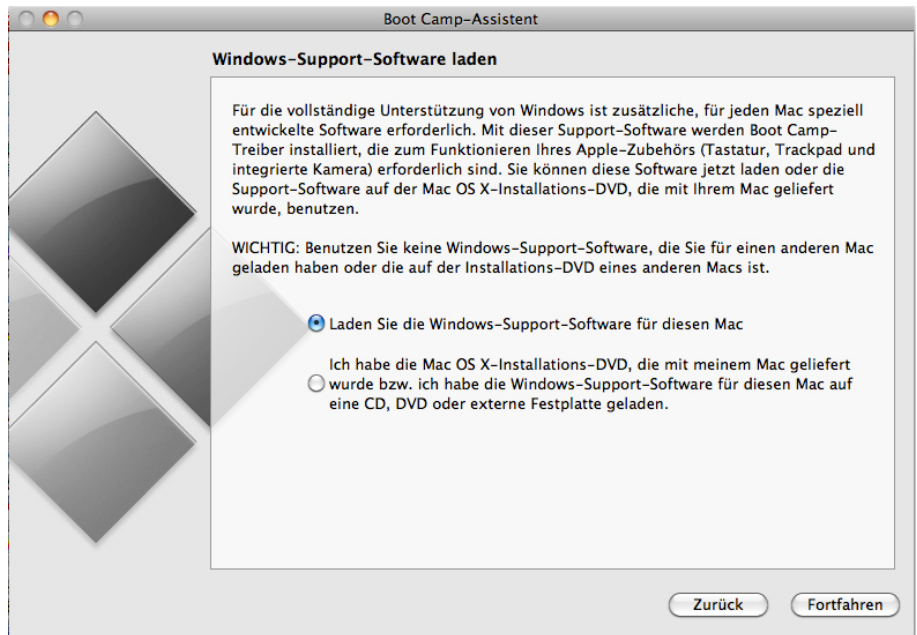 Boot Camp-Assistent
Windows-Support-Software laden
Für die vollständige Unterstützung von Windows ist zusätzliche, für jeden Mac speziell
entwickelte Software erforderlich. Mit dieser Support-Software werden Boot Camp-
Treiber installiert, die zum Funktionieren Ihres Apple-Zubehörs (Tastatur, Trackpad und
integrierte Kamera) erforderlich sind. Sie können diese Software jetzt laden oder die
Support-Software auf der Mac OS X-Installations-DVD, die mit Ihrem Mac geliefert
wurde, benutzen.
WICHTIG: Benutzen Sie keine Windows-Support-Software, die Sie für einen anderen Mac
geladen haben oder die auf der Installations-DVD eines anderen Macs ist.
Laden Sie die Windows-Support-Software für diesen Mac
Ich habe die Mac OS X-Installations-DVD, die mit meinem Mac geliefert
wurde bzw. ich habe die Windows-Support-Software für diesen Mac auf
eine CD, DVD oder externe Festplatte geladen.
Zurück
Fortfahren